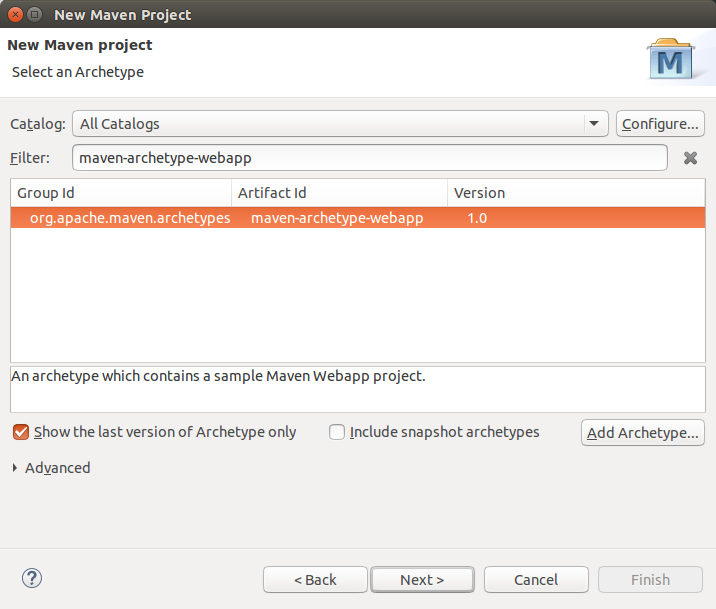 New Maven Project
New Maven project
Select an Archetype
M
Catalog: All Catalogs Configure...
Filter: maven-archetype-webapp
Group Id Artifact Id Version
org.apache.maven.archetypes maven-archetype-webapp 1.0
An archetype which contains a sample Maven Webapp project.
Show the last version of Archetype only Include snapshot archetypes Add Archetype...
Advanced
? < Back Next > Cancel Finish